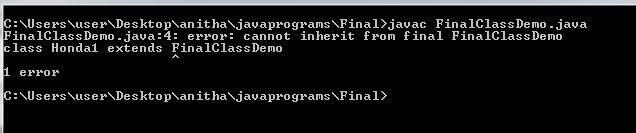 C:\Users\user\Desktop\anitha\javaprograms\Final>javac FinalClassDemo.java
FinalClassDemo.java:4: error: cannot inherit from final FinalClassDemo
class Honda1 extends FinalClassDemo
^
1 error
C:\Users\user\Desktop\anitha\javaprograms\Final>